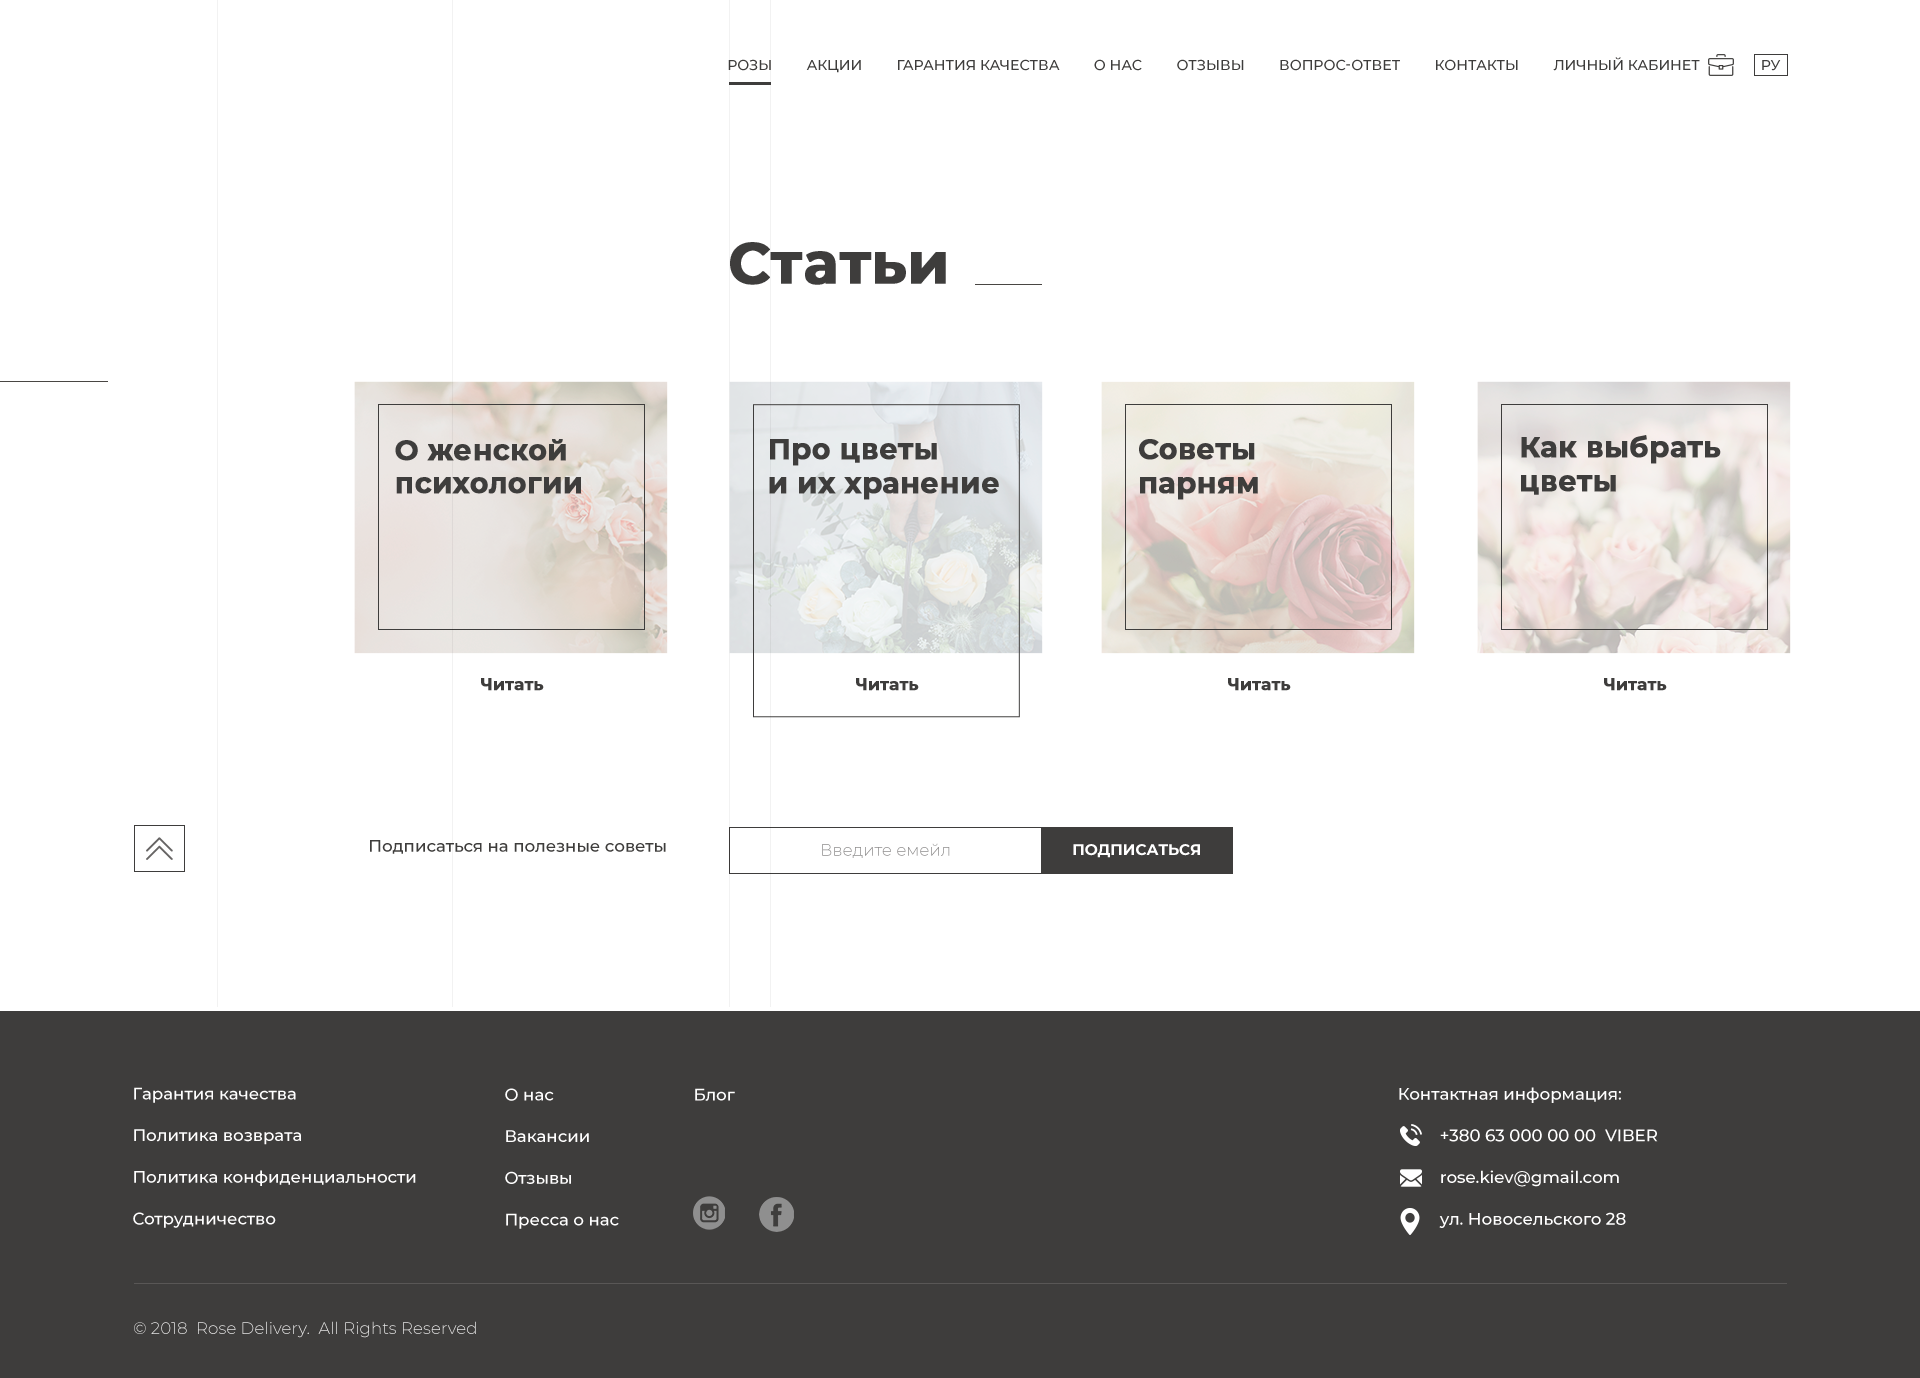 РОЗЫ АКЦИИ ГАРАНТИЯ КАЧЕСТВА О НАС ОТЗЫВЫ ВОПРОС-ОТВЕТ КОНТАКТЫ ЛИЧНЫЙ КАБИНЕТ РУ
Статьи
О женской
психологии
Читать
Про цветы
и их хранение
Читать
Советы
парням
Читать
Как выбрать
цветы
Читать
Подписаться на полезные советы
Введите емейл
ПОДПИСАТЬСЯ
Гарантия качества
Политика возврата
Политика конфиденциальности
Сотрудничество
О нас
Вакансии
Отзывы
Пресса о нас
Блог
Контактная информация:
+380 63 000 00 00 VIBER
rose.kiev@gmail.com
ул. Новосельского 28
© 2018 Rose Delivery. All Rights Reserved